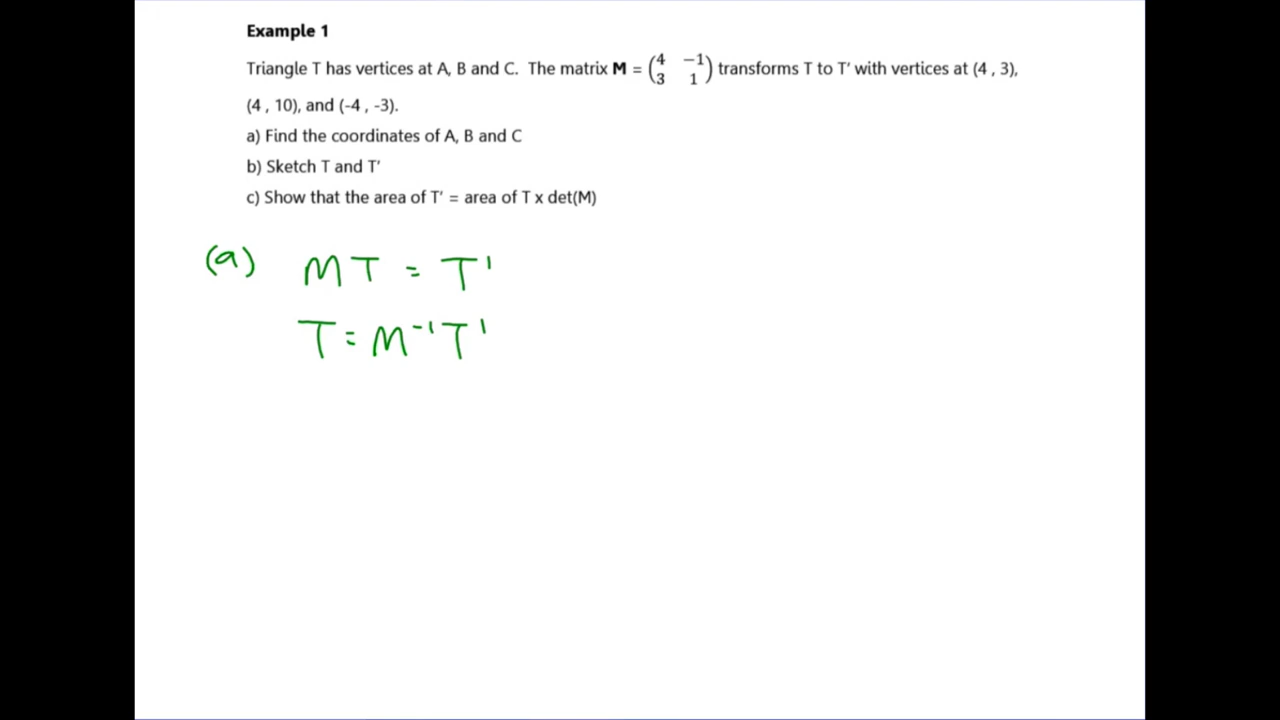 Example 1
Triangle T has vertices at A, B and C. The matrix M = (4 −1
3 1) transforms T to T′ with vertices at (4 , 3),
(4 , 10), and (-4 , -3).
a) Find the coordinates of A, B and C
b) Sketch T and T′
c) Show that the area of T′ = area of T x det(M)
(a) MT = T'
T = M⁻¹T'